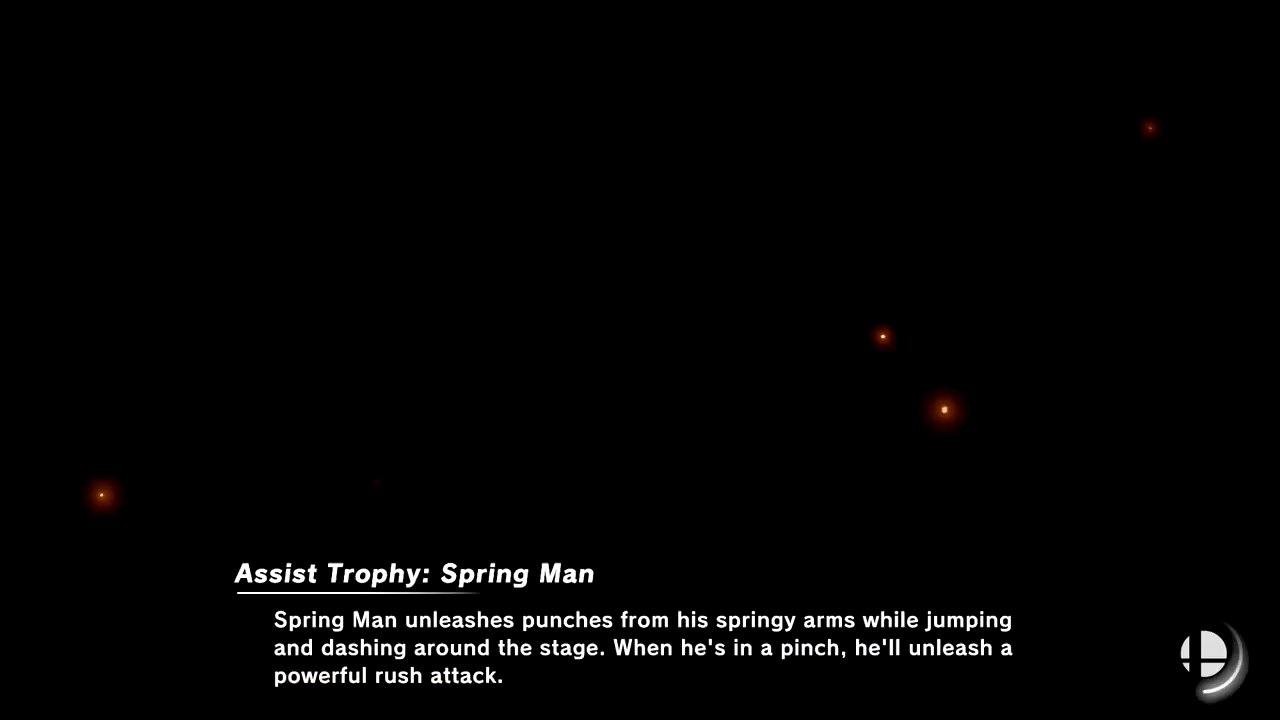 Assist Trophy: Spring Man
Spring Man unleashes punches from his springy arms while jumping
and dashing around the stage. When he's in a pinch, he'll unleash a
powerful rush attack.